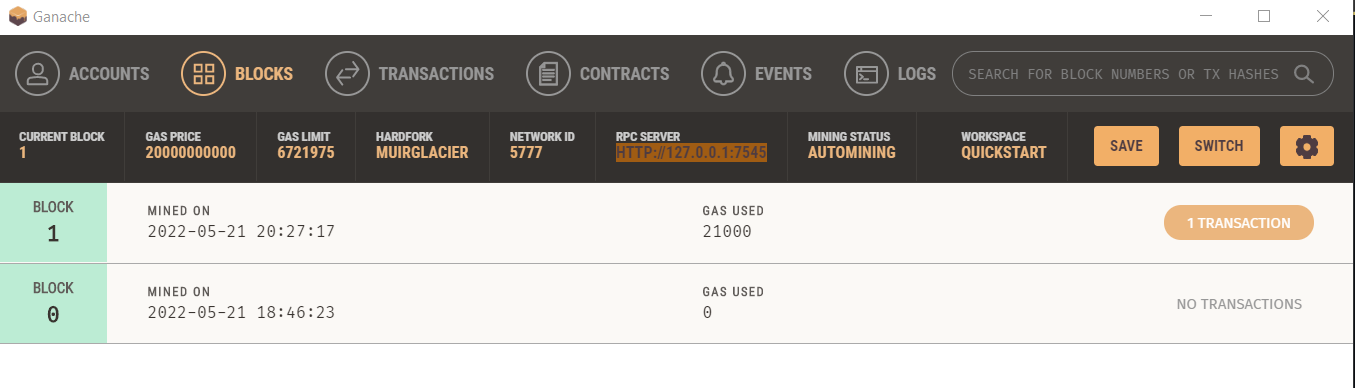 Ganache
ACCOUNTS BLOCKS TRANSACTIONS CONTRACTS EVENTS LOGS SEARCH FOR BLOCK NUMBERS OR TX HASHES
CURRENT BLOCK GAS PRICE GAS LIMIT HARDFORK NETWORK ID RPC SERVER MINING STATUS WORKSPACE
1 20000000000 6721975 MUIRGLACIER 5777 HTTP://127.0.0.1:7545 AUTOMINING QUICKSTART SAVE SWITCH
BLOCK MINED ON GAS USED
1 2022-05-21 20:27:17 21000 1 TRANSACTION
BLOCK MINED ON GAS USED
0 2022-05-21 18:46:23 0 NO TRANSACTIONS